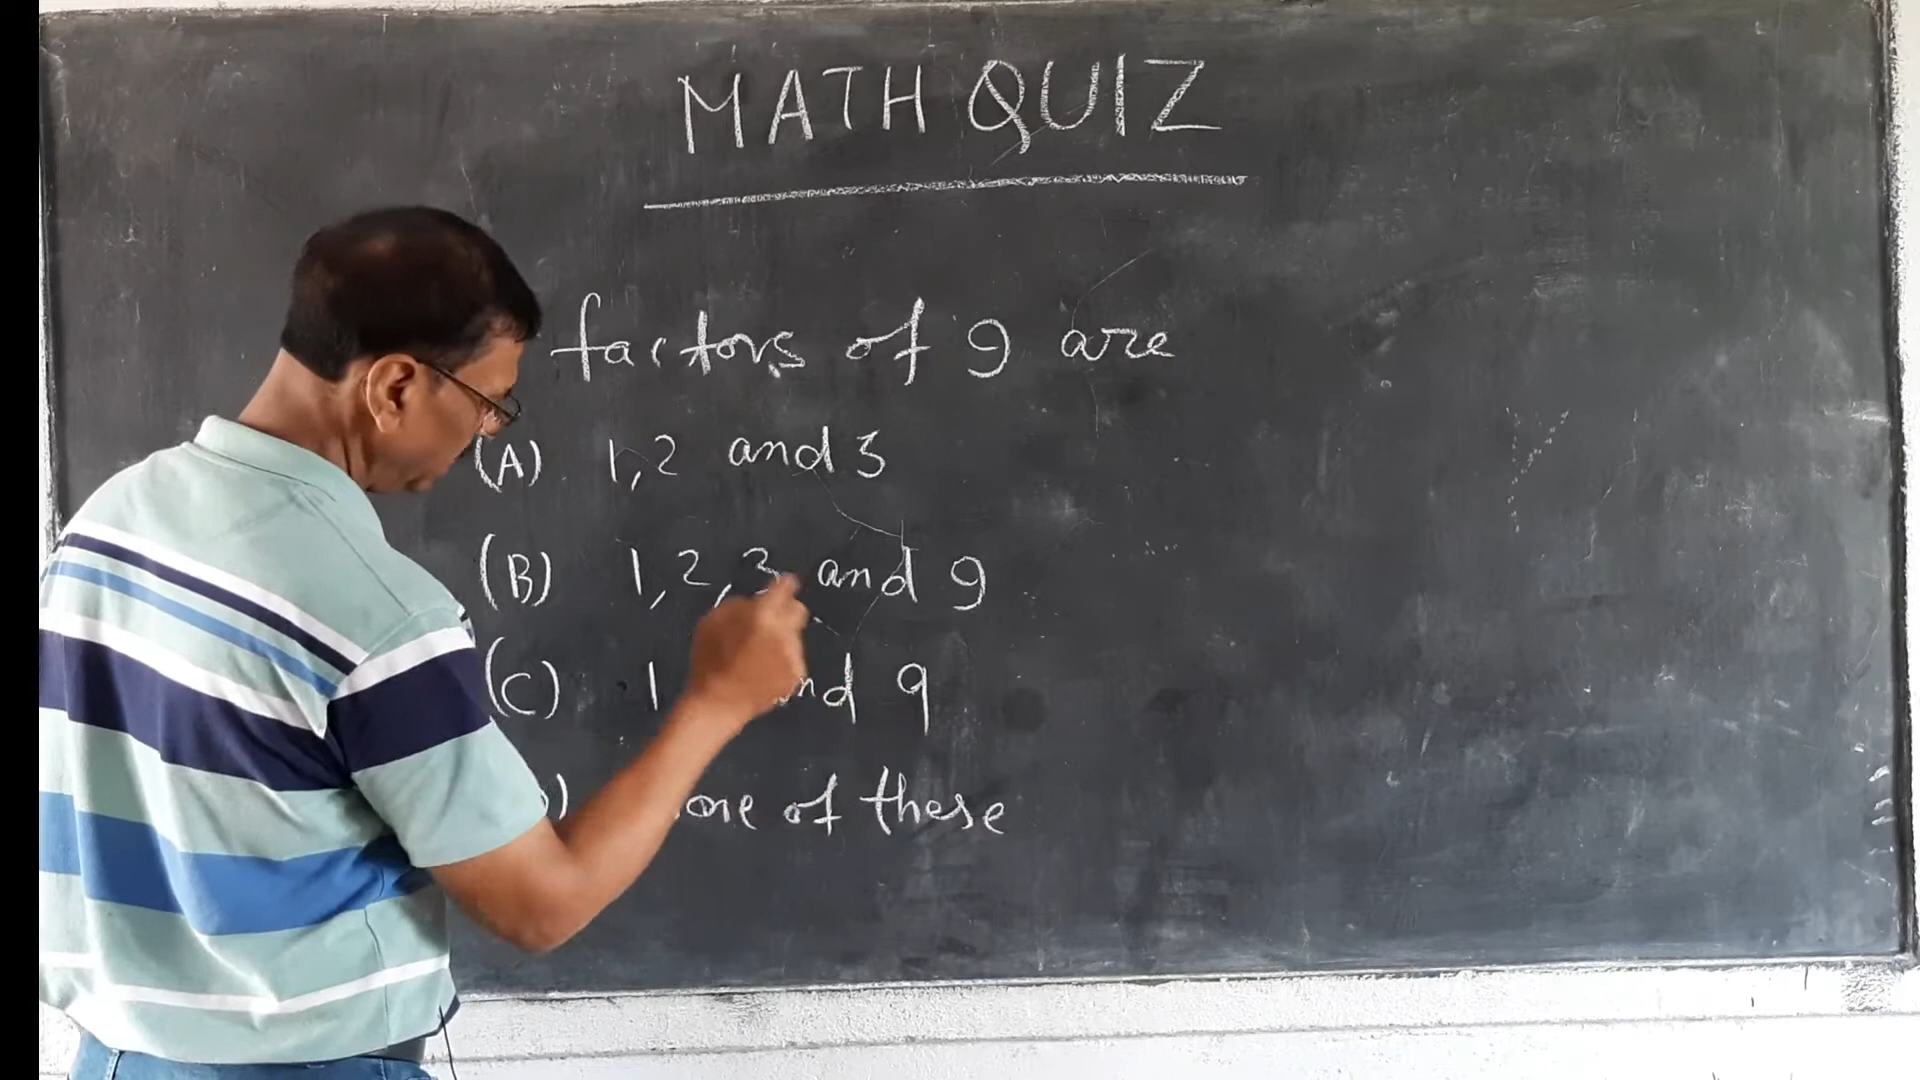 MATH QUIZ
factors of 9 are
(A) 1,2 and 3
(B) 1,2,3 and 9
(C) 1 and 9
of these